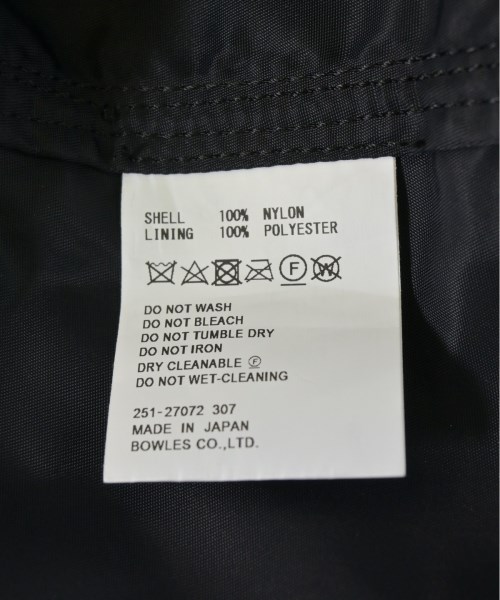 SHELL 100% NYLON
LINING 100% POLYESTER
F W
DO NOT WASH
DO NOT BLEACH
DO NOT TUMBLE DRY
DO NOT IRON
DRY CLEANABLE Ⓕ
DO NOT WET-CLEANING
251-27072 307
MADE IN JAPAN
BOWLES CO.,LTD.